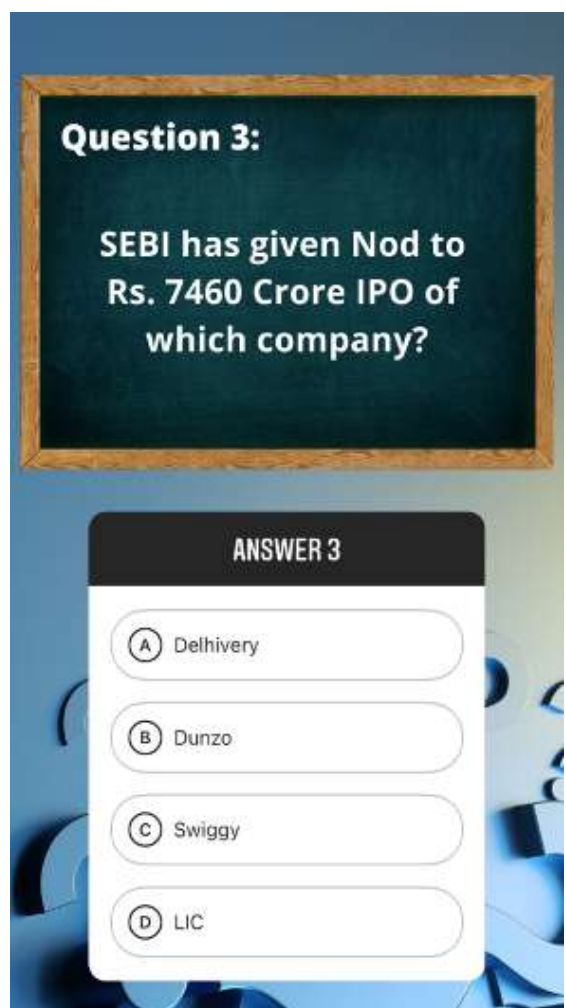 Question 3:
SEBI has given Nod to
Rs. 7460 Crore IPO of
which company?
ANSWER 3
A Delhivery
B Dunzo
C Swiggy
D LIC